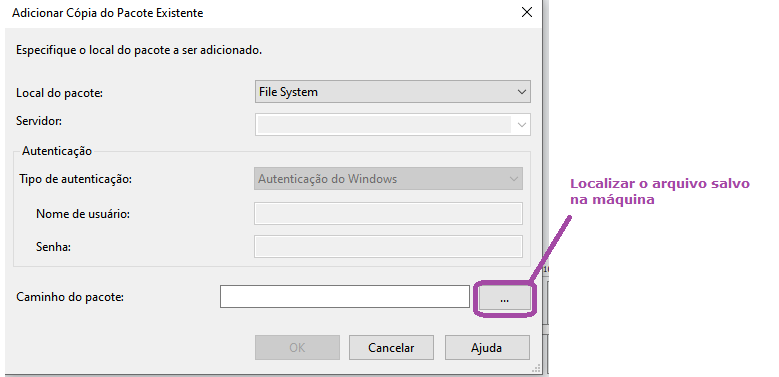 Adicionar Cópia do Pacote Existente
Especifique o local do pacote a ser adicionado.
Local do pacote:
File System
Servidor:
Autenticação
Tipo de autenticação:
Autenticação do Windows
Nome de usuário:
Senha:
Caminho do pacote:
...
OK
Cancelar
Ajuda
Localizar o arquivo salvo
na máquina